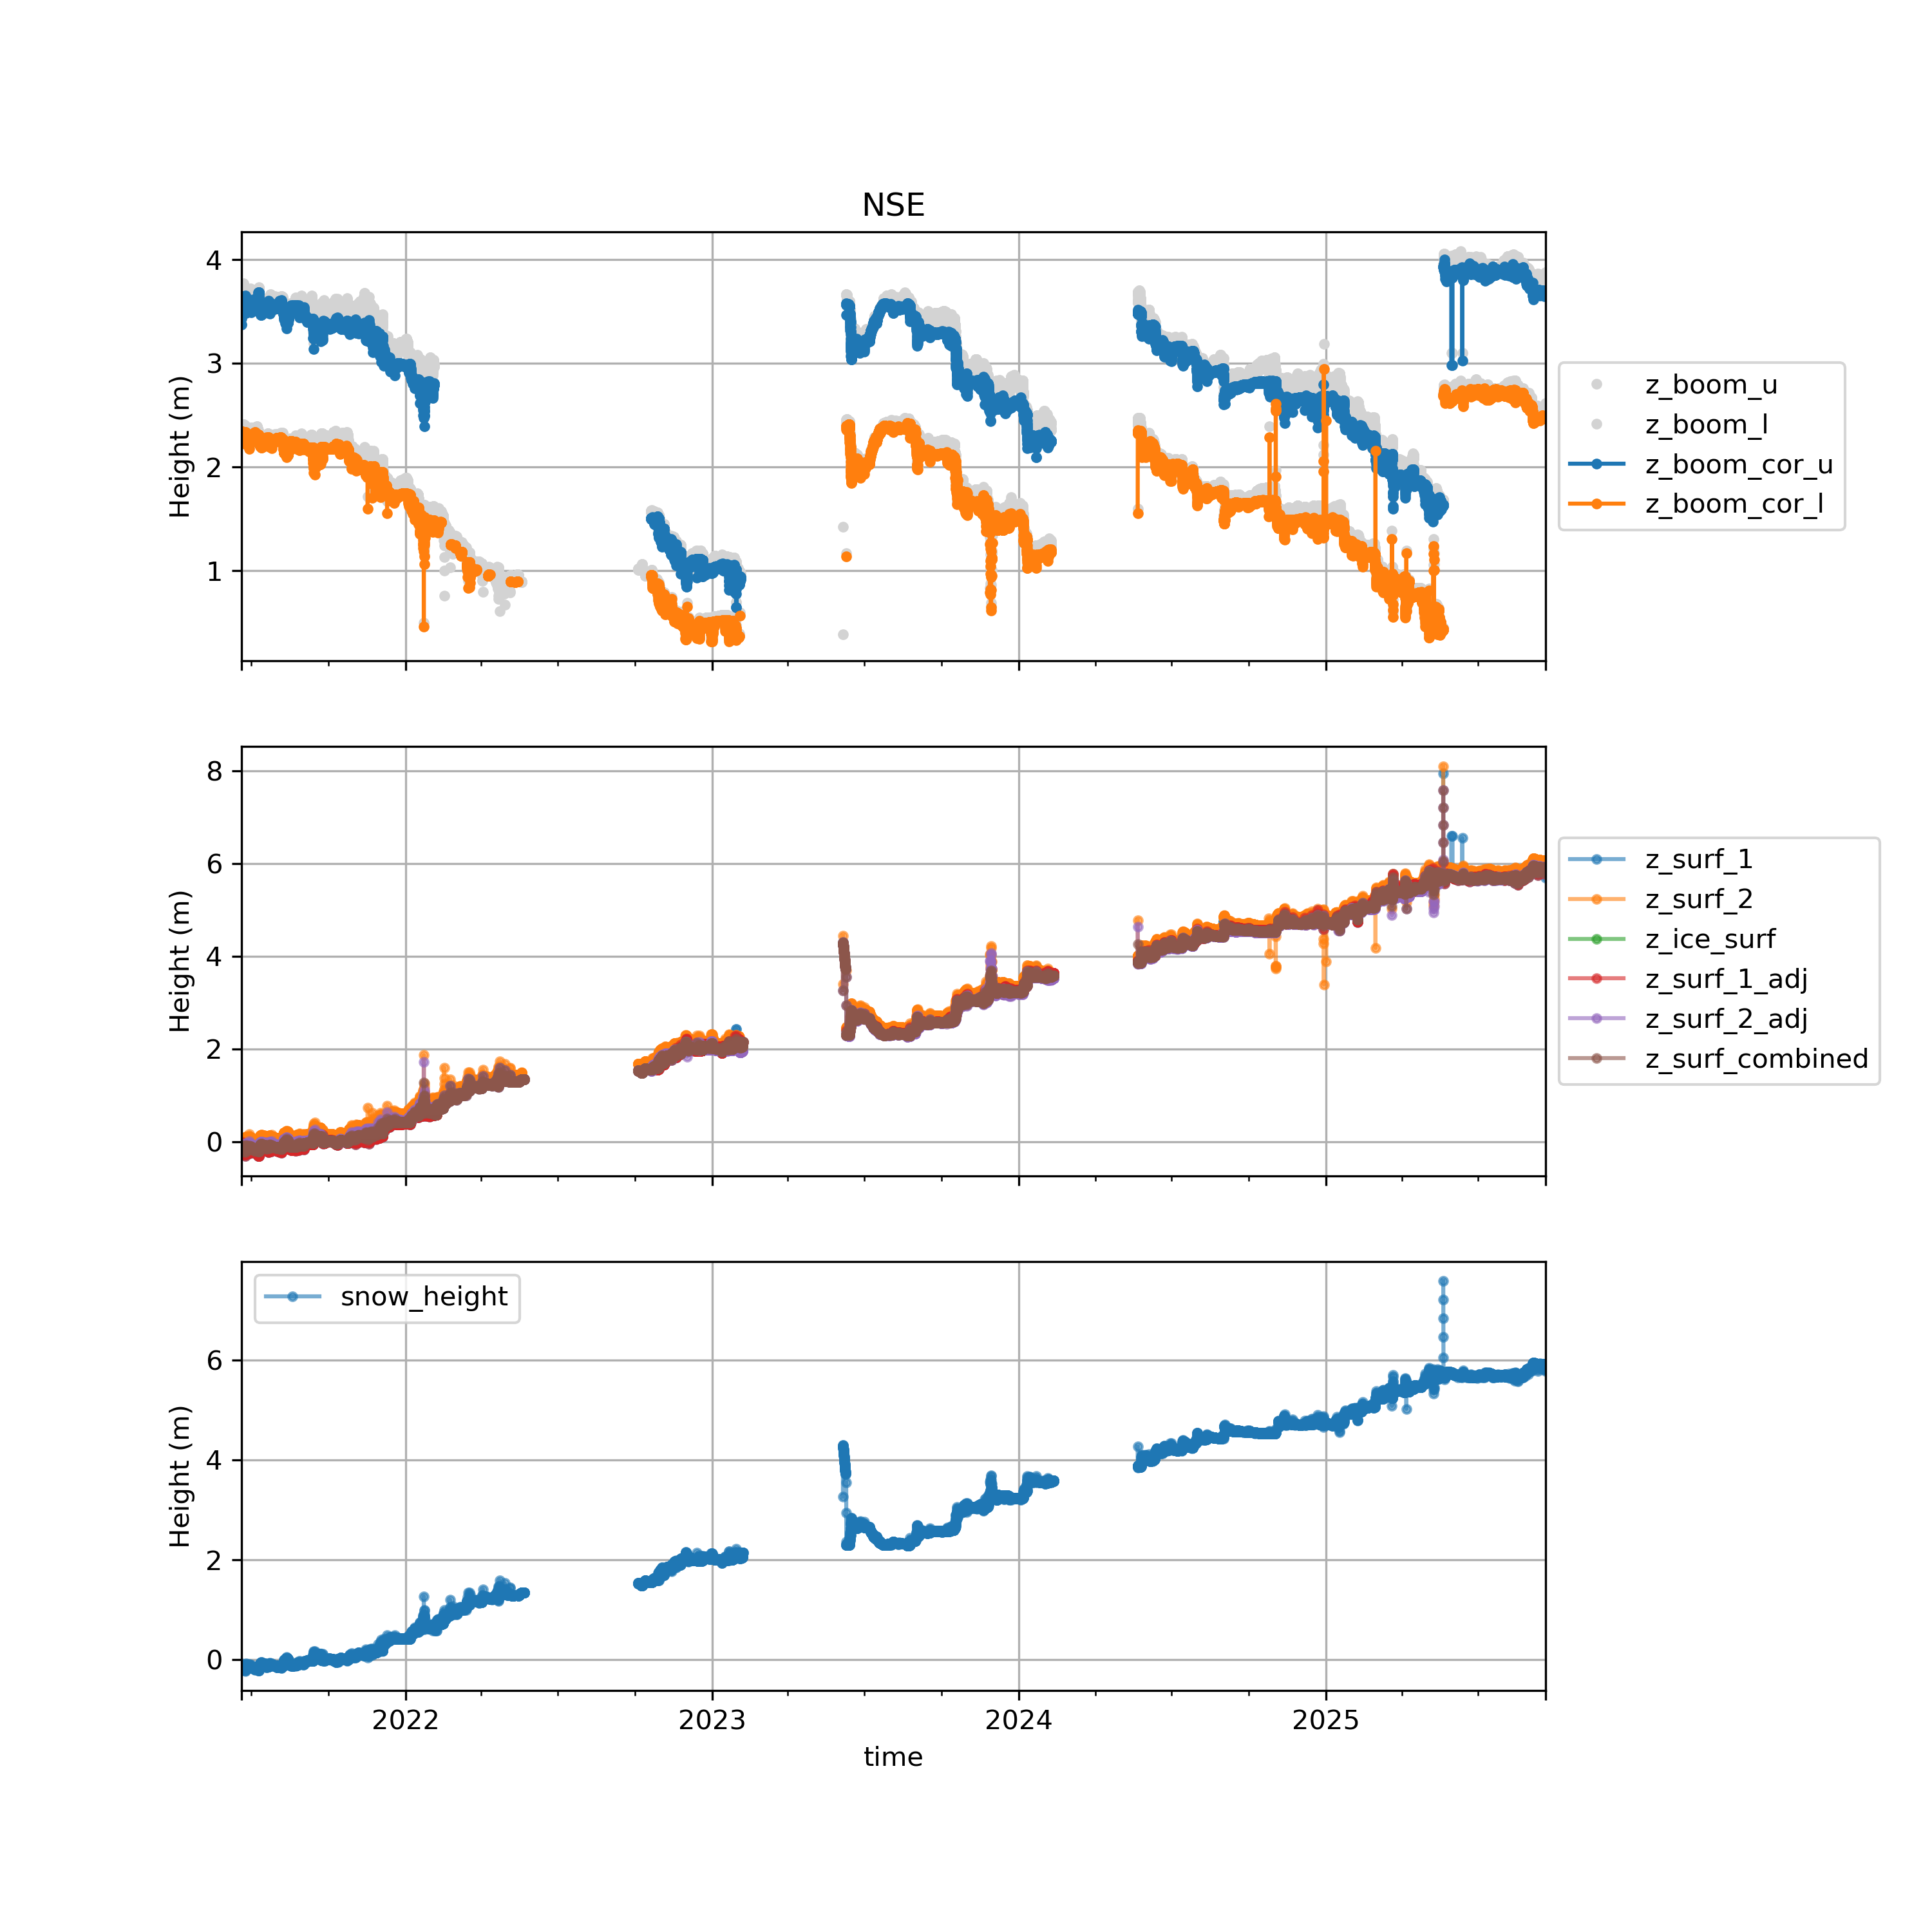 NSE
4
3
2
1
Height (m)
z_boom_u
z_boom_l
z_boom_cor_u
z_boom_cor_l
8
6
4
2
0
Height (m)
z_surf_1
z_surf_2
z_ice_surf
z_surf_1_adj
z_surf_2_adj
z_surf_combined
snow_height
6
4
2
0
Height (m)
2022 2023 2024 2025
time